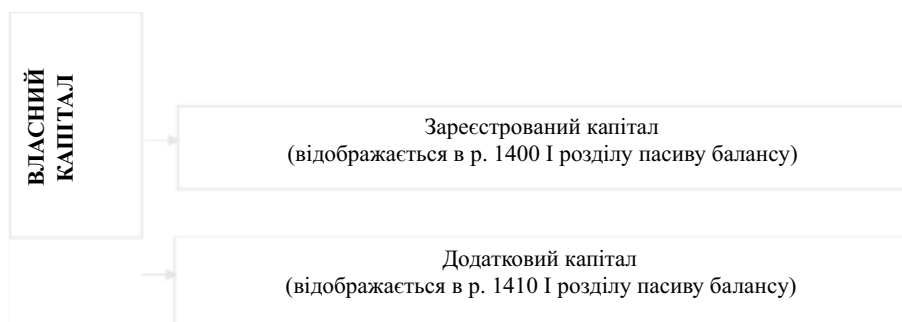 ВЛАСНИЙ
КАПІТАЛ
Зареєстрований капітал
(відображається в р. 1400 І розділу пасиву балансу)
Додатковий капітал
(відображається в р. 1410 І розділу пасиву балансу)